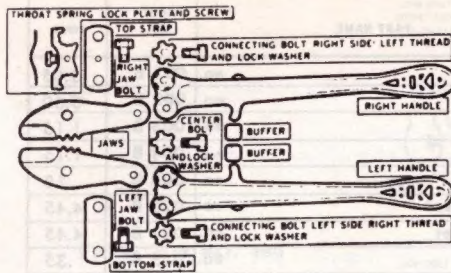 THROAT SPRING, LOCK PLATE AND SCREW
TOP STRAP
CONNECTING BOLT RIGHT SIDE LEFT THREAD
AND LOCK WASHER
RIGHT
JAW
BOLT
RIGHT HANDLE
JAWS
CENTER
BOLT
AND LOCK
WASHER
BUFFER
BUFFER
LEFT HANDLE
LEFT
JAW
BOLT
CONNECTING BOLT LEFT SIDE RIGHT THREAD
AND LOCK WASHER
BOTTOM STRAP